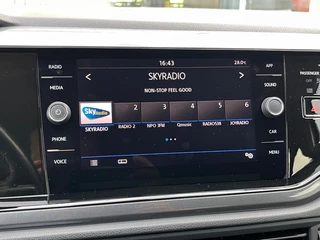 RADIO
16:43
28.0°C
APP
SKYRADIO
PASSENGER
MEDIA
NON-STOP FEEL GOOD
SOUND
Sky Radio
2 3 4 5 6
SKYRADIO RADIO 2 NPO 3FM Qmusic RADIO538 JOYRADIO
PHONE
CAR
VOICE
MENU